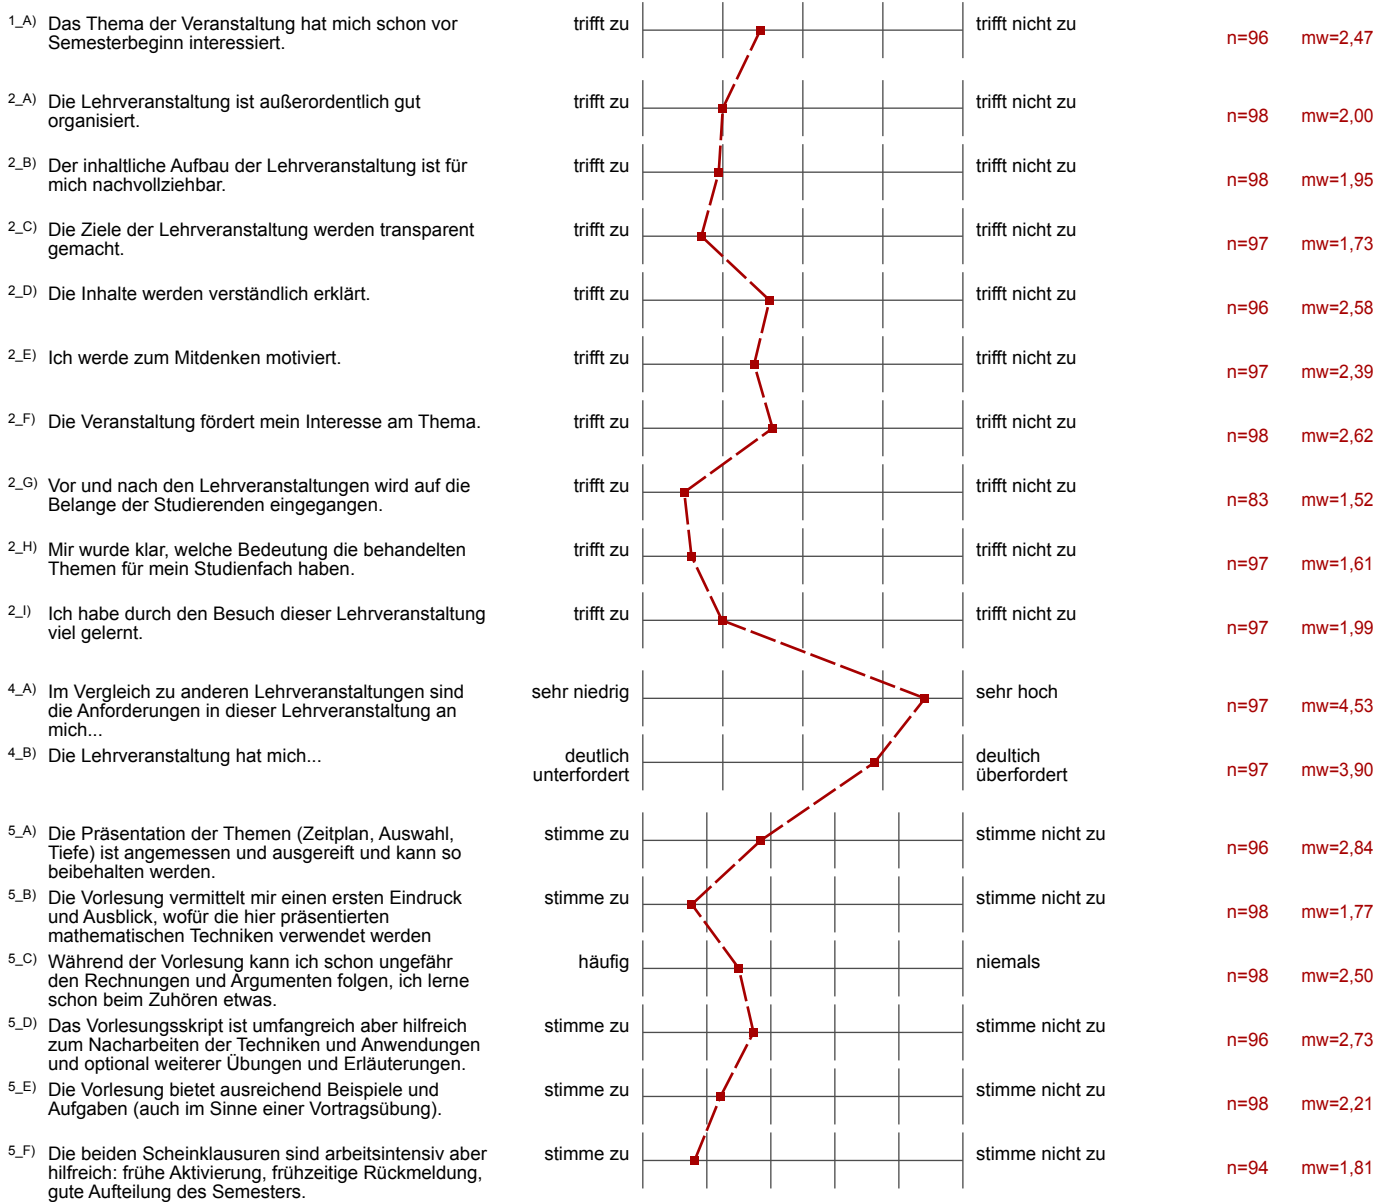 1_A) Das Thema der Veranstaltung hat mich schon vor
Semesterbeginn interessiert.
trifft zu
trifft nicht zu
n=96 mw=2,47
2_A) Die Lehrveranstaltung ist außerordentlich gut
organisiert.
trifft zu
trifft nicht zu
n=98 mw=2,00
2_B) Der inhaltliche Aufbau der Lehrveranstaltung ist für
mich nachvollziehbar.
trifft zu
trifft nicht zu
n=98 mw=1,95
2_C) Die Ziele der Lehrveranstaltung werden transparent
gemacht.
trifft zu
trifft nicht zu
n=97 mw=1,73
2_D) Die Inhalte werden verständlich erklärt.
trifft zu
trifft nicht zu
n=96 mw=2,58
2_E) Ich werde zum Mitdenken motiviert.
trifft zu
trifft nicht zu
n=97 mw=2,39
2_F) Die Veranstaltung fördert mein Interesse am Thema.
trifft zu
trifft nicht zu
n=98 mw=2,62
2_G) Vor und nach den Lehrveranstaltungen wird auf die
Belange der Studierenden eingegangen.
trifft zu
trifft nicht zu
n=83 mw=1,52
2_H) Mir wurde klar, welche Bedeutung die behandelten
Themen für mein Studienfach haben.
trifft zu
trifft nicht zu
n=97 mw=1,61
2_I) Ich habe durch den Besuch dieser Lehrveranstaltung
viel gelernt.
trifft zu
trifft nicht zu
n=97 mw=1,99
4_A) Im Vergleich zu anderen Lehrveranstaltungen sind
die Anforderungen in dieser Lehrveranstaltung an
mich...
sehr niedrig
sehr hoch
n=97 mw=4,53
4_B) Die Lehrveranstaltung hat mich...
deutlich
unterfordert
deultich
überfordert
n=97 mw=3,90
5_A) Die Präsentation der Themen (Zeitplan, Auswahl,
Tiefe) ist angemessen und ausgereift und kann so
beibehalten werden.
stimme zu
stimme nicht zu
n=96 mw=2,84
5_B) Die Vorlesung vermittelt mir einen ersten Eindruck
und Ausblick, wofür die hier präsentierten
mathematischen Techniken verwendet werden
stimme zu
stimme nicht zu
n=98 mw=1,77
5_C) Während der Vorlesung kann ich schon ungefähr
den Rechnungen und Argumenten folgen, ich lerne
schon beim Zuhören etwas.
häufig
niemals
n=98 mw=2,50
5_D) Das Vorlesungsskript ist umfangreich aber hilfreich
zum Nacharbeiten der Techniken und Anwendungen
und optional weiterer Übungen und Erläuterungen.
stimme zu
stimme nicht zu
n=96 mw=2,73
5_E) Die Vorlesung bietet ausreichend Beispiele und
Aufgaben (auch im Sinne einer Vortragsübung).
stimme zu
stimme nicht zu
n=98 mw=2,21
5_F) Die beiden Scheinklausuren sind arbeitsintensiv aber
hilfreich: frühe Aktivierung, frühzeitige Rückmeldung,
gute Aufteilung des Semesters.
stimme zu
stimme nicht zu
n=94 mw=1,81